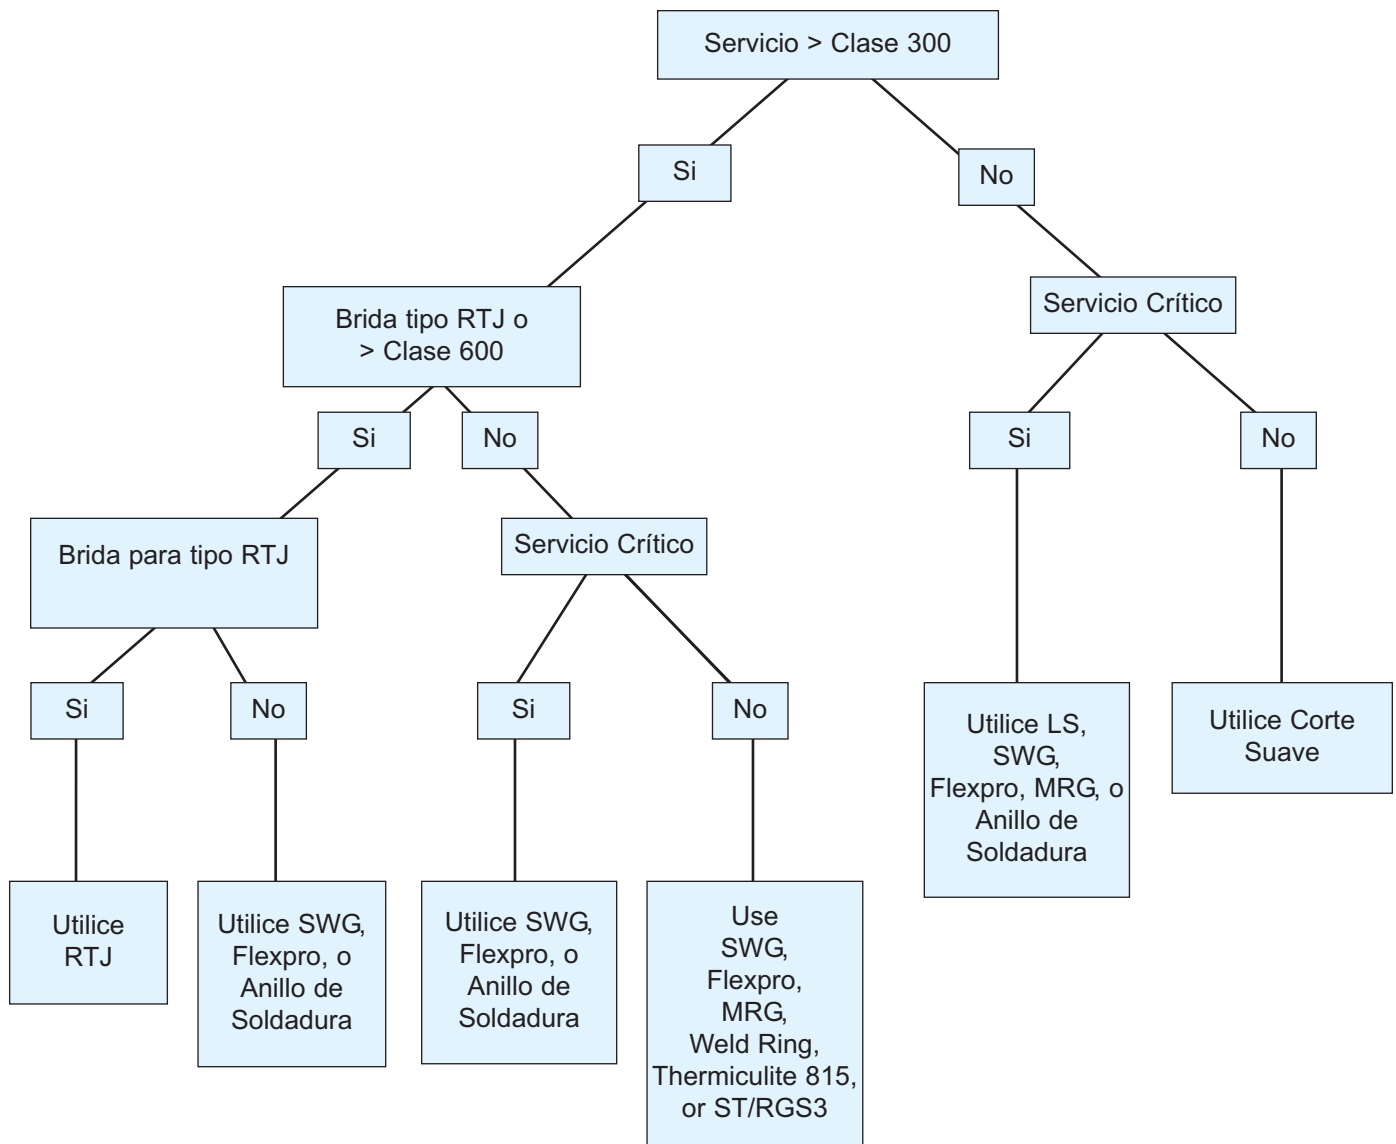 Servicio > Clase 300
Si
No
Brida tipo RTJ o
> Clase 600
Servicio Crítico
Si
No
Si
No
Brida para tipo RTJ
Servicio Crítico
Si
No
Si
No
Utilice LS,
SWG,
Flexpro, MRG, o
Anillo de
Soldadura
Utilice Corte
Suave
Utilice
RTJ
Utilice SWG,
Flexpro, o
Anillo de
Soldadura
Utilice SWG,
Flexpro, o
Anillo de
Soldadura
Use
SWG,
Flexpro,
MRG,
Weld Ring,
Thermiculite 815,
or ST/RGS3